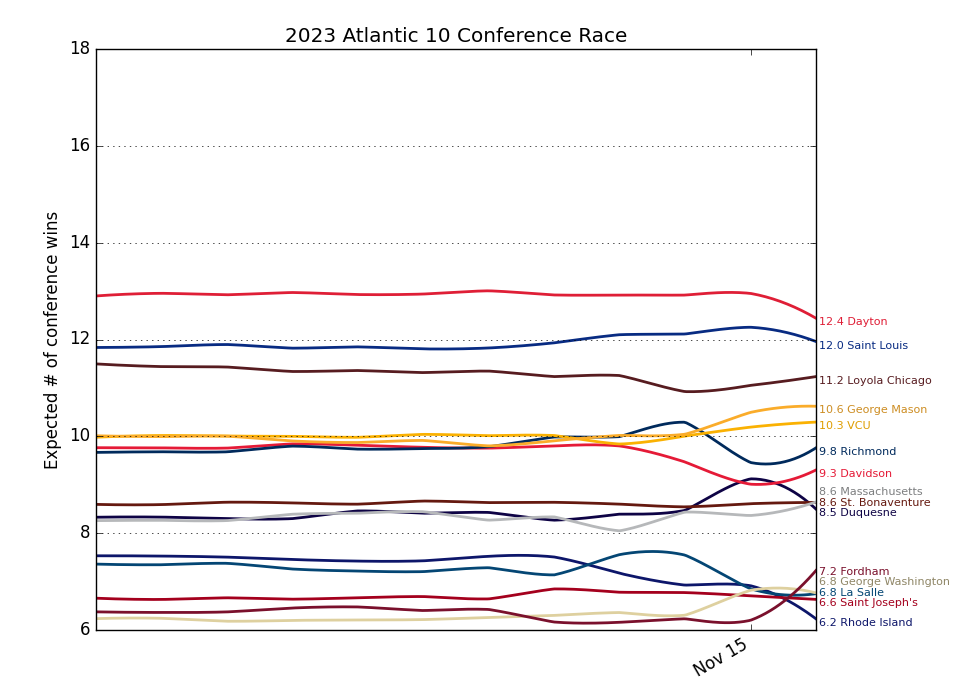 2023 Atlantic 10 Conference Race
Expected # of conference wins
18
16
14
12
10
8
6
12.4 Dayton
12.0 Saint Louis
11.2 Loyola Chicago
10.6 George Mason
10.3 VCU
9.8 Richmond
9.3 Davidson
8.6 Massachusetts
8.6 St. Bonaventure
8.5 Duquesne
7.2 Fordham
6.8 George Washington
6.8 La Salle
6.6 Saint Joseph's
6.2 Rhode Island
Nov 15